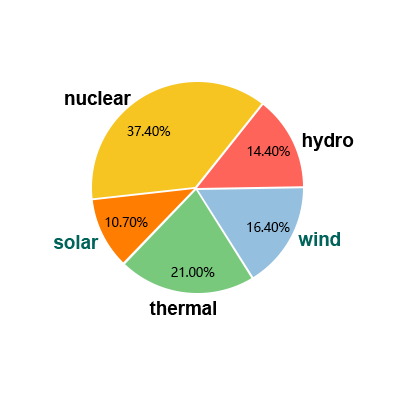 nuclear
37.40%
hydro
14.40%
10.70%
16.40%
solar
wind
21.00%
thermal